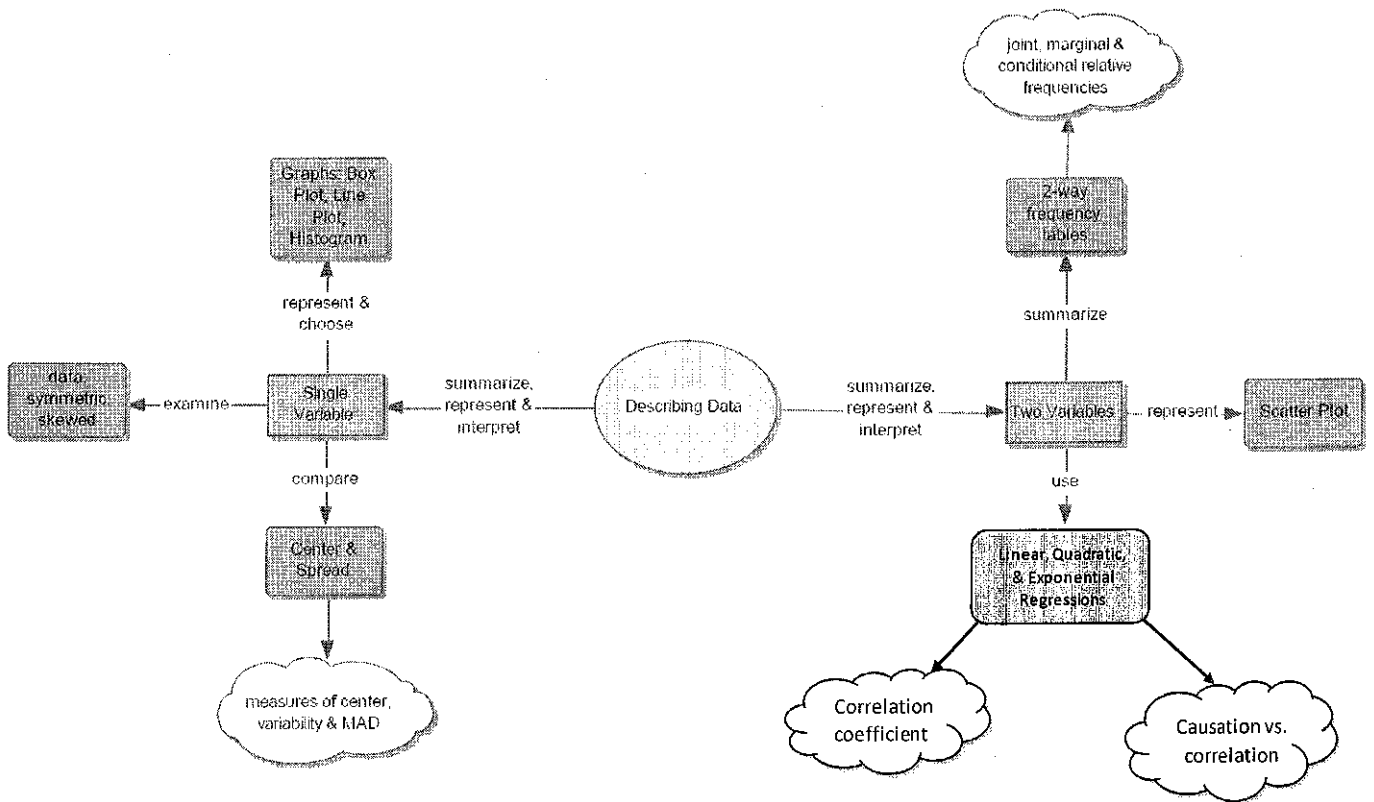 joint, marginal &
conditional relative
frequencies
Graphs: Box
Plot, Line
Plot,
Histogram
2-way
frequency
tables
represent &
choose
summarize
data,
symmetric
skewed
examine
Single
Variable
summarize,
represent &
interpret
Describing Data
summarize,
represent &
interpret
Two Variables
represent
Scatter Plot
compare
use
Center &
Spread
Linear, Quadratic,
& Exponential
Regressions
measures of center,
variability & MAD
Correlation
coefficient
Causation vs.
correlation